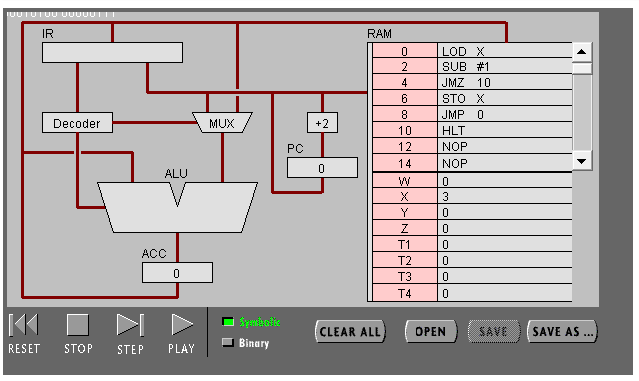 00010100 00000111
IR
RAM
0 LOD X
2 SUB #1
4 JMZ 10
6 STO X
8 JMP 0
10 HLT
12 NOP
14 NOP
Decoder
MUX
+2
PC
0
ALU
W 0
X 3
Y 0
Z 0
T1 0
T2 0
T3 0
T4 0
ACC
0
Symbolic
Binary
RESET STOP STEP PLAY
CLEAR ALL OPEN SAVE SAVE AS ...